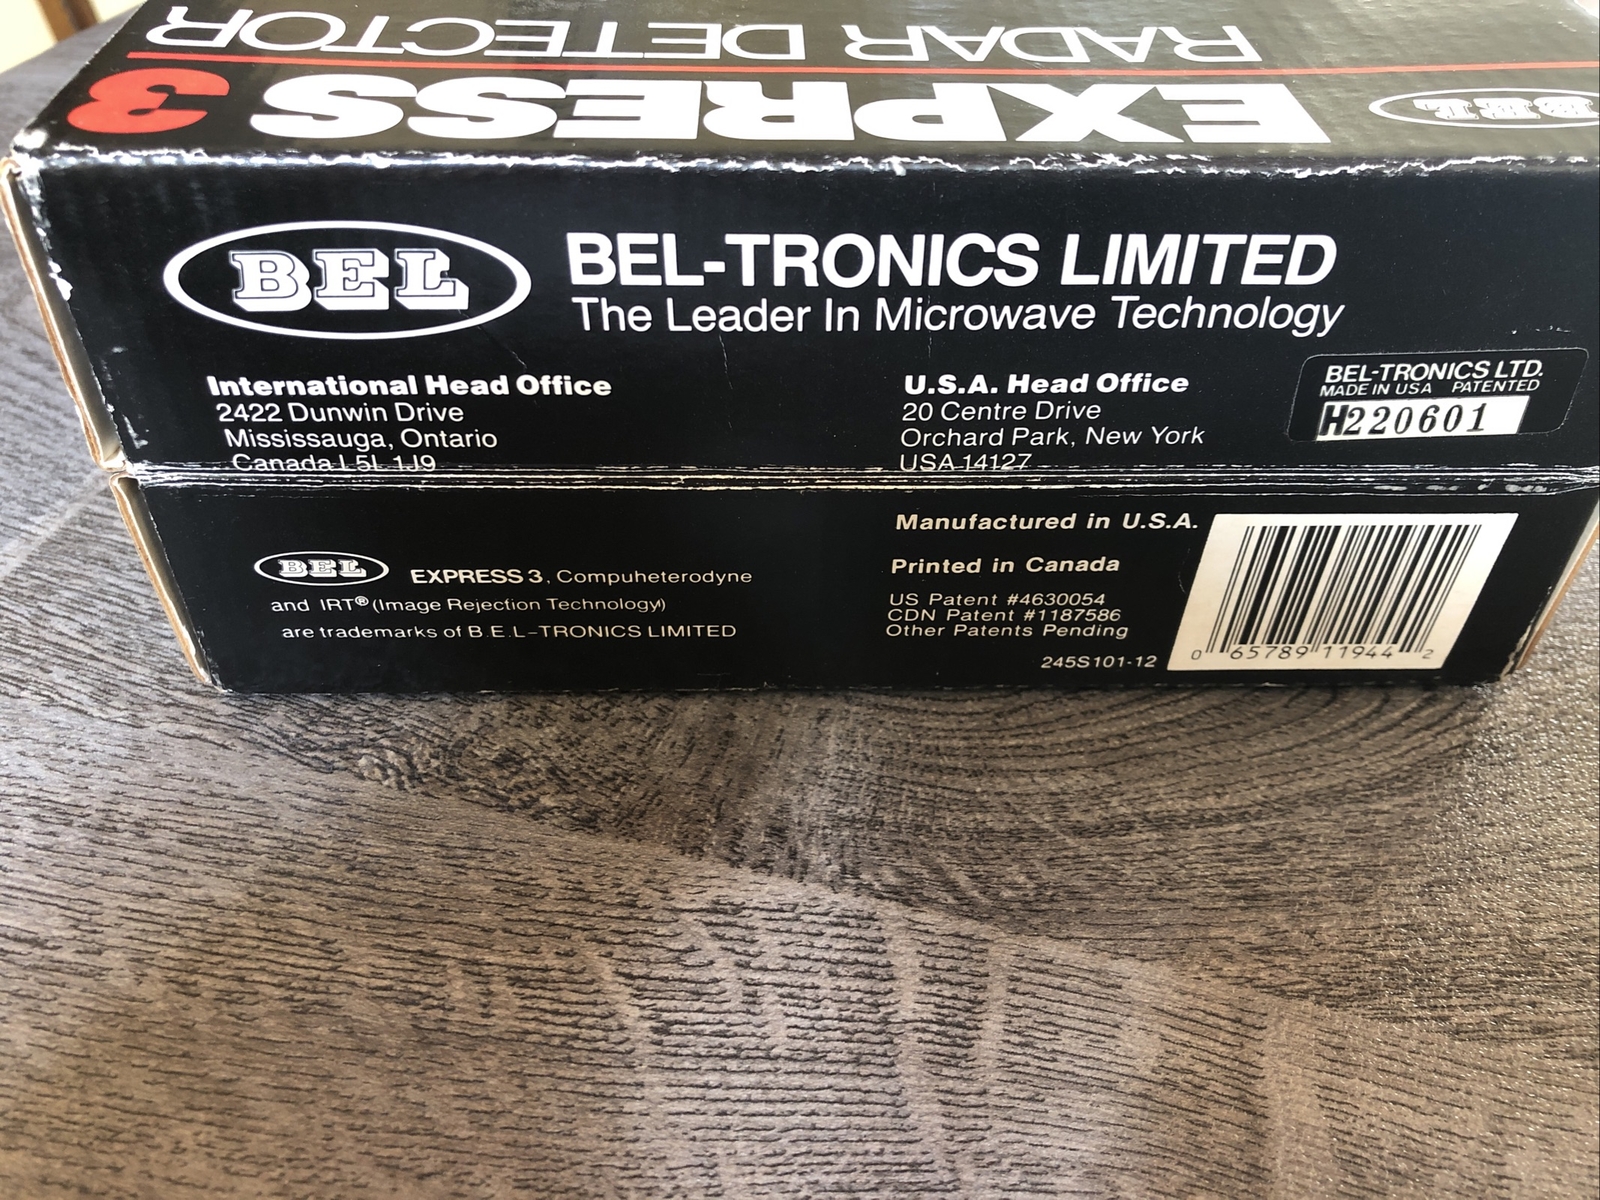 RADAR DETECTOR
EXPRESS 3
BEL
BEL
BEL-TRONICS LIMITED
The Leader In Microwave Technology
International Head Office
2422 Dunwin Drive
Mississauga, Ontario
Canada L5L 1J9
U.S.A. Head Office
20 Centre Drive
Orchard Park, New York
USA 14127
BEL-TRONICS LTD.
MADE IN USA PATENTED
H220601
BEL EXPRESS 3, Compuheterodyne
and IRT® (Image Rejection Technology)
are trademarks of B.E.L-TRONICS LIMITED
Manufactured in U.S.A.
Printed in Canada
US Patent #4630054
CDN Patent #1187586
Other Patents Pending
245S101-12
0 65789 11944 2